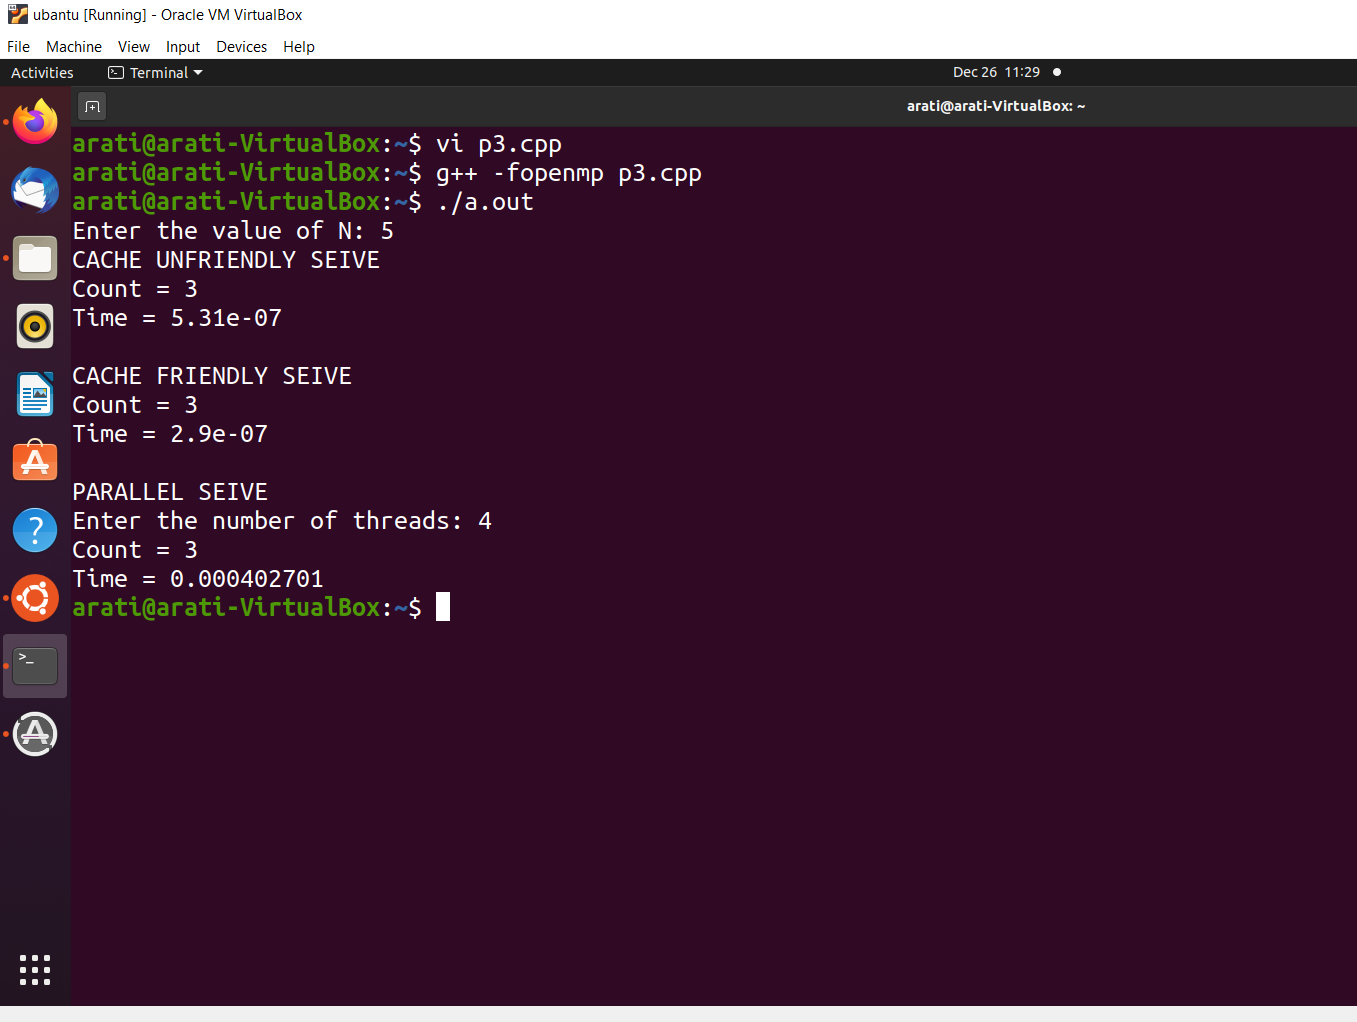 ubantu [Running] - Oracle VM VirtualBox
File Machine View Input Devices Help
Activities Terminal Dec 26 11:29
arati@arati-VirtualBox: ~
arati@arati-VirtualBox:~$ vi p3.cpp
arati@arati-VirtualBox:~$ g++ -fopenmp p3.cpp
arati@arati-VirtualBox:~$ ./a.out
Enter the value of N: 5
CACHE UNFRIENDLY SEIVE
Count = 3
Time = 5.31e-07
CACHE FRIENDLY SEIVE
Count = 3
Time = 2.9e-07
PARALLEL SEIVE
Enter the number of threads: 4
Count = 3
Time = 0.000402701
arati@arati-VirtualBox:~$